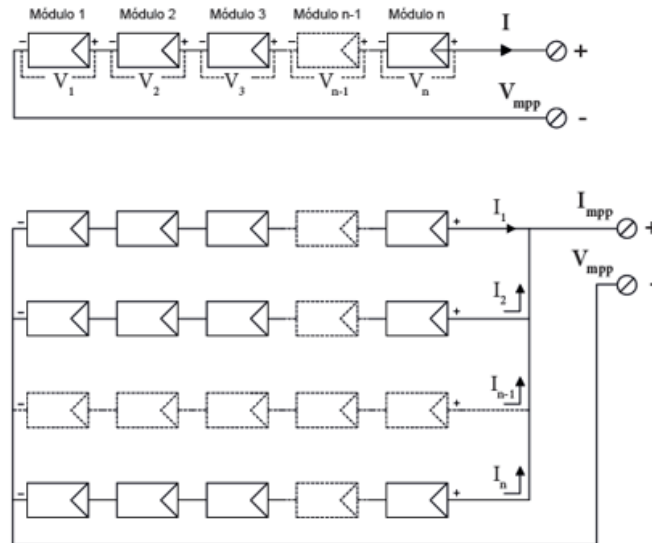 Módulo 1 Módulo 2 Módulo 3 Módulo n-1 Módulo n
I
- + - + - + - + - + +
V1 V2 V3 Vn-1 Vn
Vmpp
-
I1 Impp
- + +
Vmpp
I2 -
- +
In-1
- +
In
- +